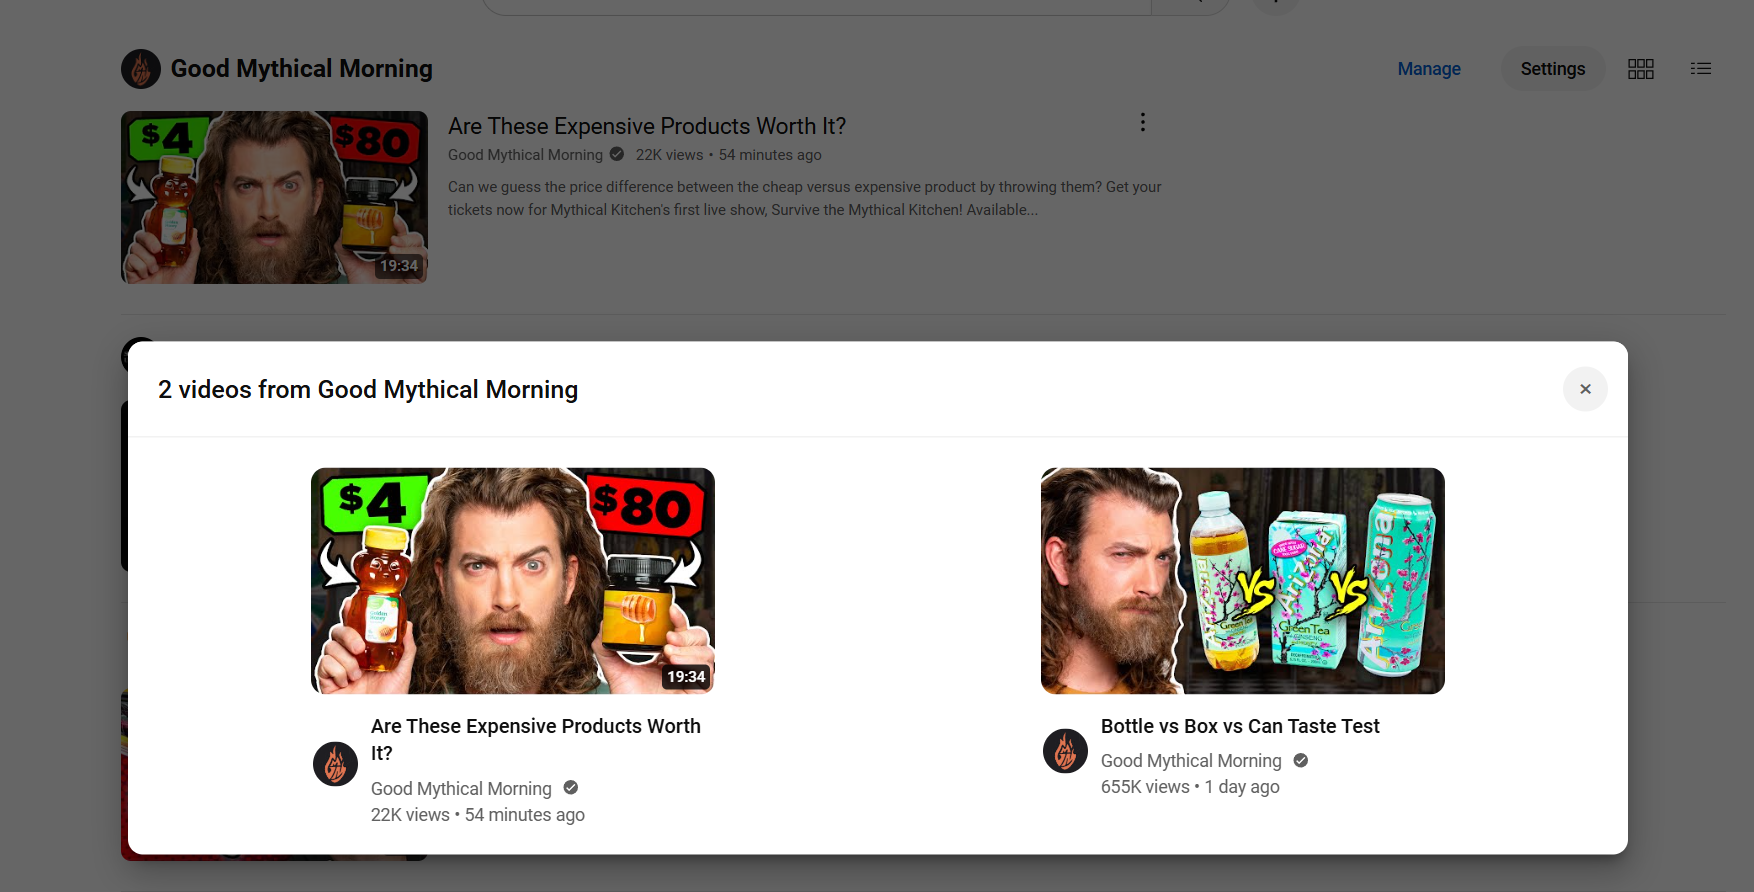 Good Mythical Morning
Manage
Settings
$4
$80
19:34
Are These Expensive Products Worth It?
Good Mythical Morning 22K views • 54 minutes ago
Can we guess the price difference between the cheap versus expensive product by throwing them? Get your
tickets now for Mythical Kitchen's first live show, Survive the Mythical Kitchen! Available...
2 videos from Good Mythical Morning
$4
$80
19:34
Are These Expensive Products Worth
It?
Good Mythical Morning
22K views • 54 minutes ago
VS
VS
AriZona
Green Tea
AriZona
Green Tea
AriZona
Bottle vs Box vs Can Taste Test
Good Mythical Morning
655K views • 1 day ago